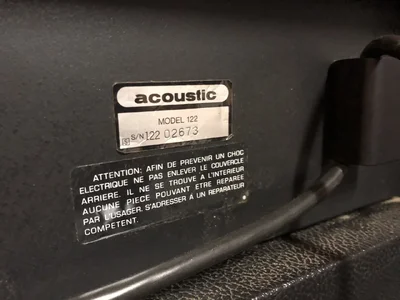 acoustic
MODEL 122
S/N 122 02673
ATTENTION: AFIN DE PREVENIR UN CHOC
ELECTRIQUE NE PAS ENLEVER LE COUVERCLE
ARRIERE. IL NE SE TROUVE A L'INTERIEUR
AUCUNE PIECE POUVANT ETRE REPAREE
PAR L'USAGER. S'ADRESSER A UN REPARATEUR
COMPETENT.